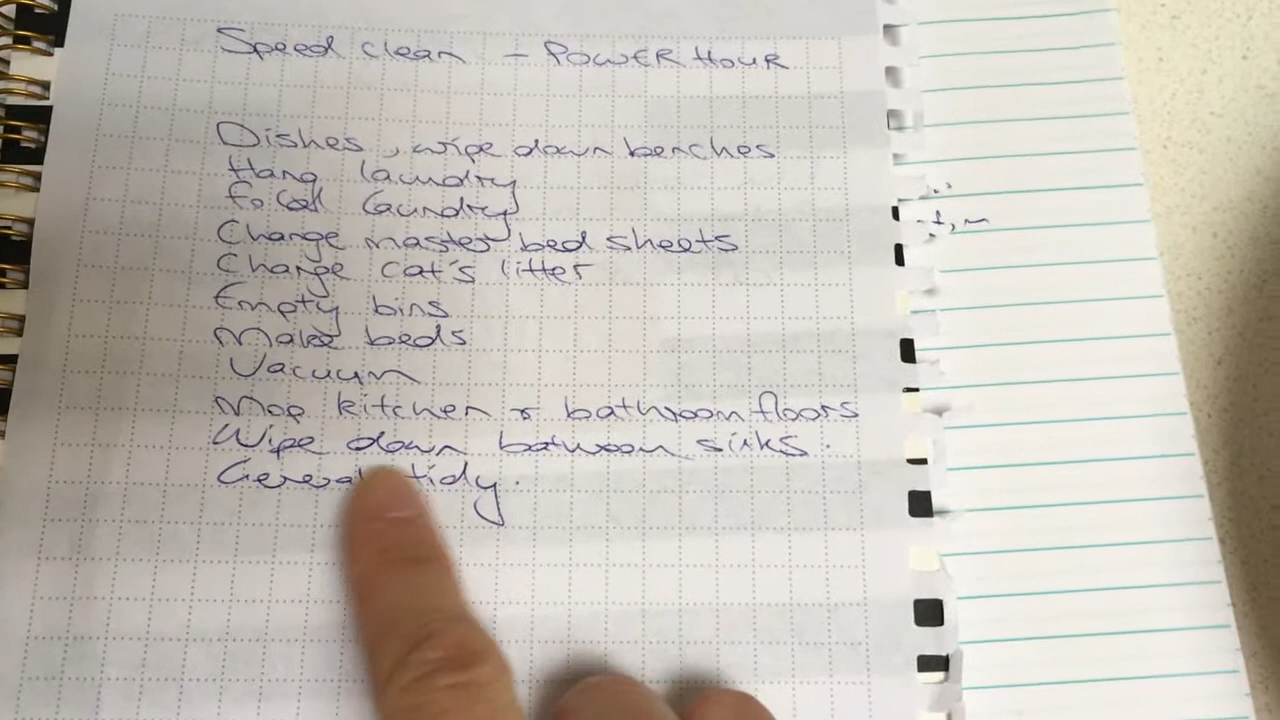 Speed clean - POWER HOUR
Dishes, wipe down benches
Hang laundry
fold laundry
Change master bed sheets
Change cat's litter
Empty bins
Make beds
Vacuum
Mop kitchen & bathroom floors
Wipe down bathroom sinks.
General tidy.